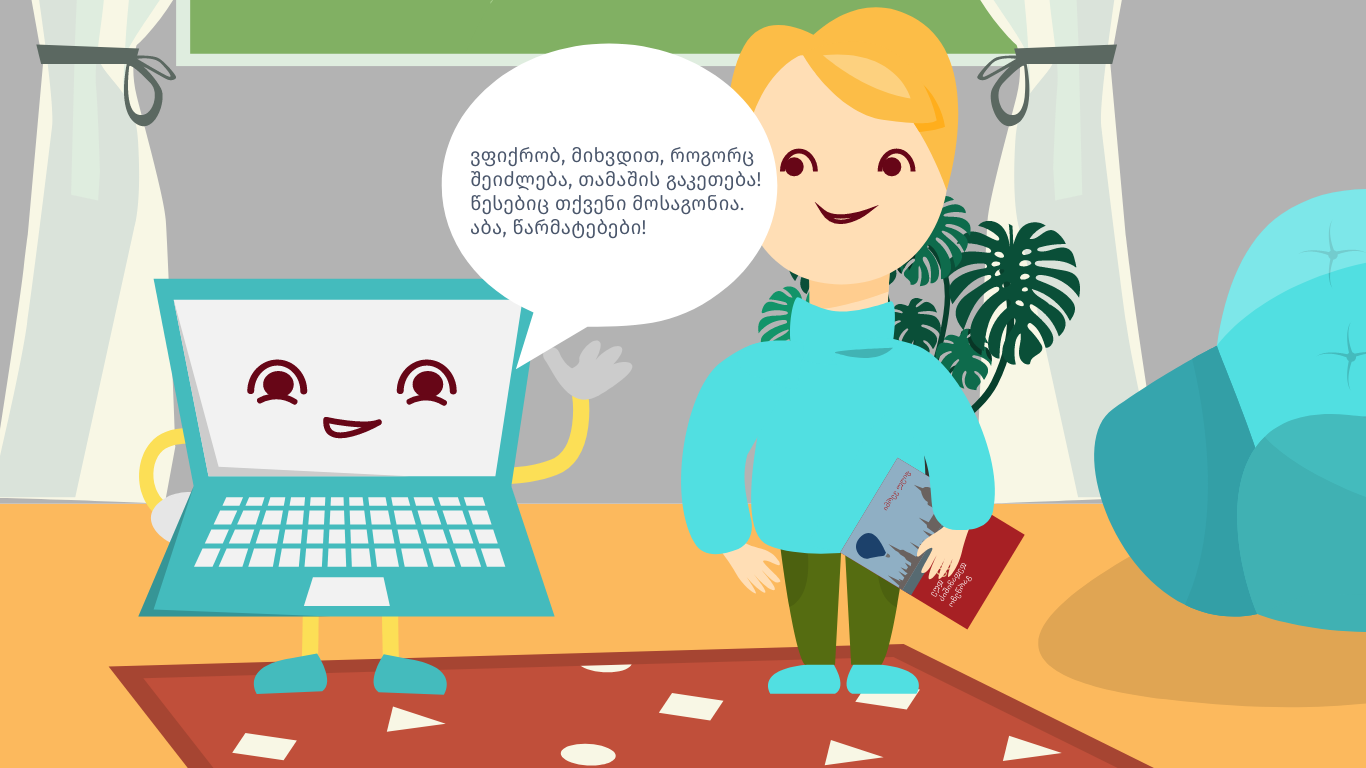 ვფიქრობ, მიხვდით, როგორც
შეიძლება, თამაშის გაკეთება!
წესებიც თქვენი მოსაგონია.
აბა, წარმატებები!